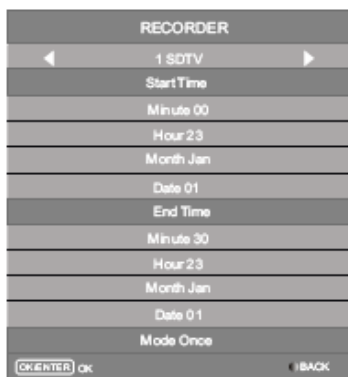 RECORDER
1 SDTV
Start Time
Minute 00
Hour 23
Month Jan
Date 01
End Time
Minute 30
Hour 23
Month Jan
Date 01
Mode Once
OK/ENTER OK BACK